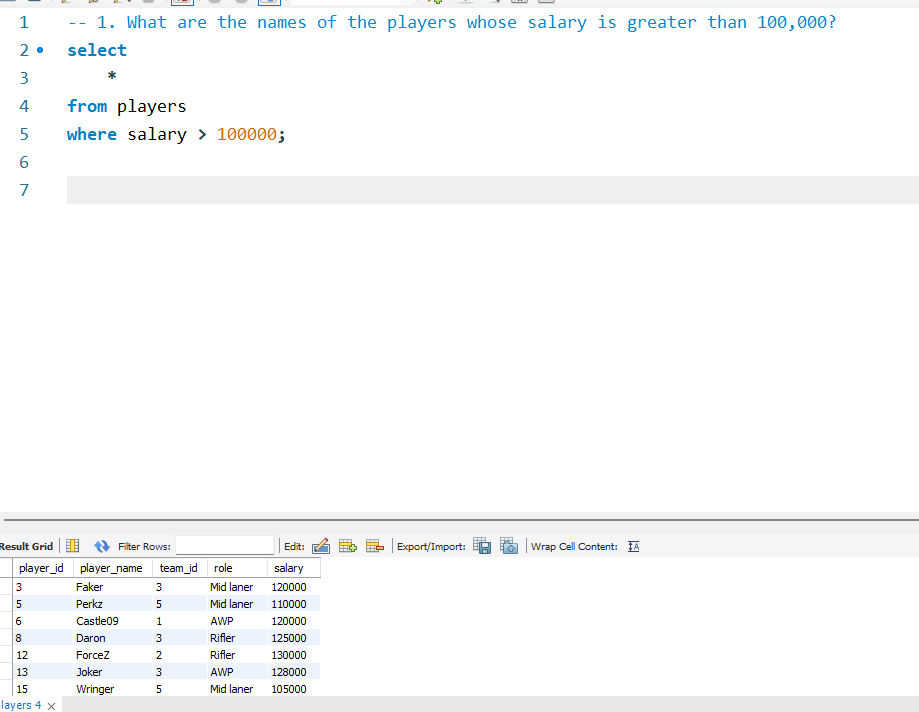 1 -- 1. What are the names of the players whose salary is greater than 100,000?
2 select
3 *
4 from players
5 where salary > 100000;
6
7
Result Grid Filter Rows: Edit: Export/Import: Wrap Cell Content: IA
player_id player_name team_id role salary
3 Faker 3 Mid laner 120000
5 Perkz 5 Mid laner 110000
6 Castle09 1 AWP 120000
8 Daron 3 Rifler 125000
12 ForceZ 2 Rifler 130000
13 Joker 3 AWP 128000
15 Wringer 5 Mid laner 105000
layers 4